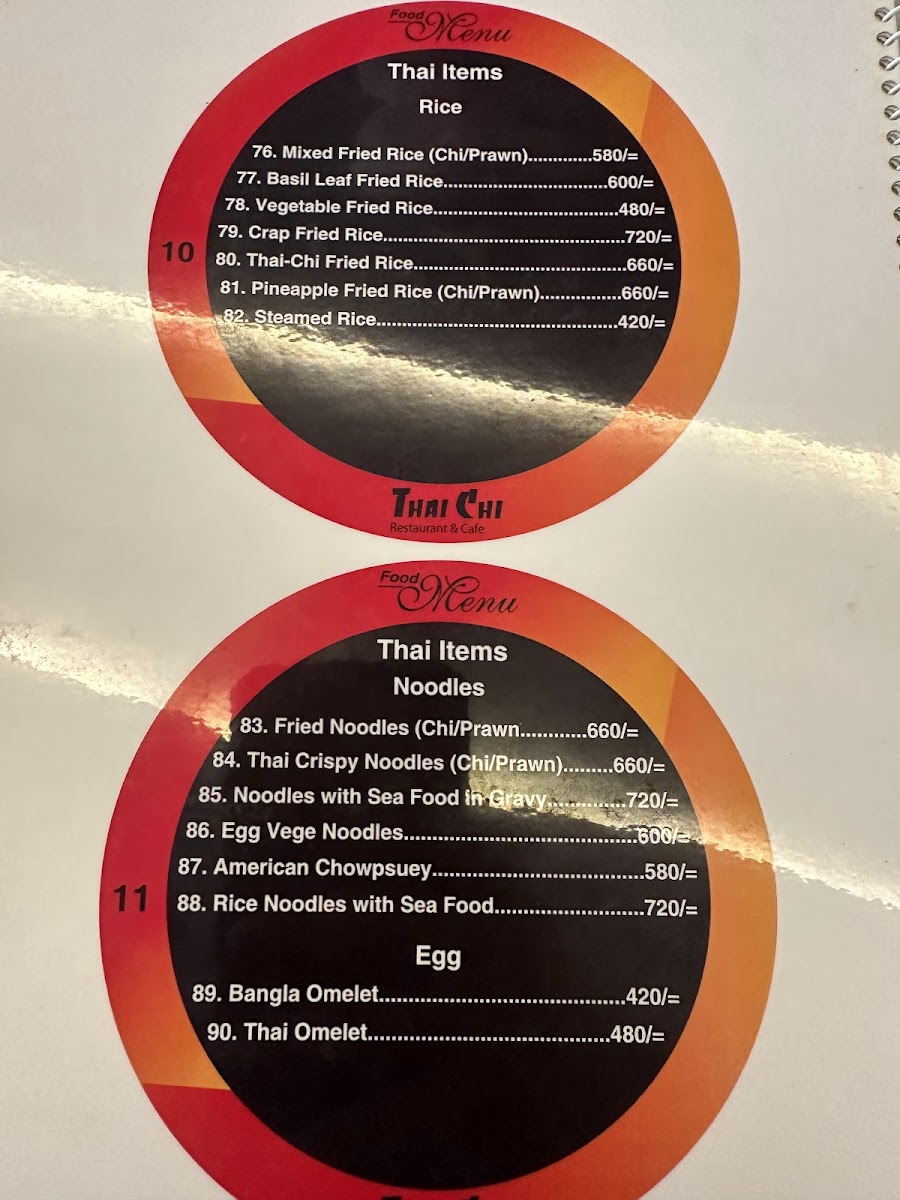 Food
Menu
Thai Items
Rice
76. Mixed Fried Rice (Chi/Prawn).............580/=
77. Basil Leaf Fried Rice..................................600/=
78. Vegetable Fried Rice......................................480/=
79. Crap Fried Rice..................................................720/=
80. Thai-Chi Fried Rice............................................660/=
81. Pineapple Fried Rice (Chi/Prawn).................660/=
82. Steamed Rice..................................................420/=
10
THAI CHI
Restaurant & Cafe
Food
Menu
Thai Items
Noodles
83. Fried Noodles (Chi/Prawn............660/=
84. Thai Crispy Noodles (Chi/Prawn).........660/=
85. Noodles with Sea Food in Gravy..............720/=
86. Egg Vege Noodles.........................................600/=
87. American Chowpsuey.....................................580/=
88. Rice Noodles with Sea Food..........................720/=
11
Egg
89. Bangla Omelet...........................................420/=
90. Thai Omelet..........................................480/=